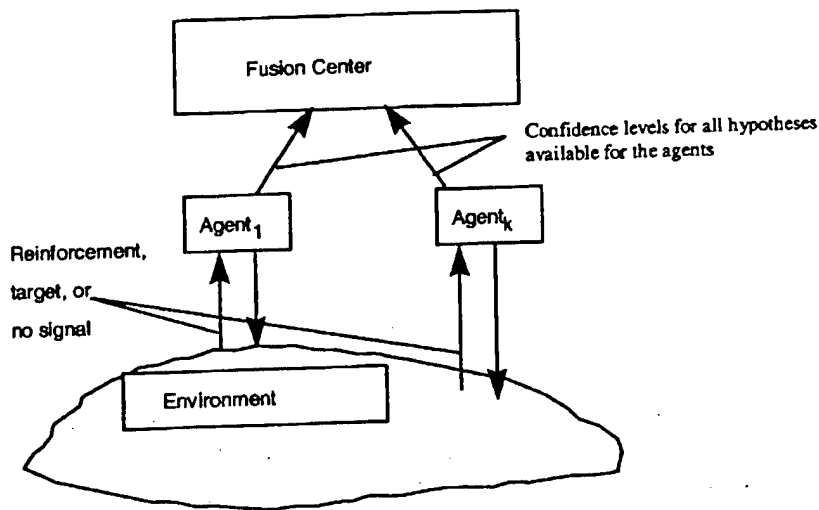 Fusion Center
Confidence levels for all hypotheses
available for the agents
Agent1
Agentk
Reinforcement,
target, or
no signal
Environment